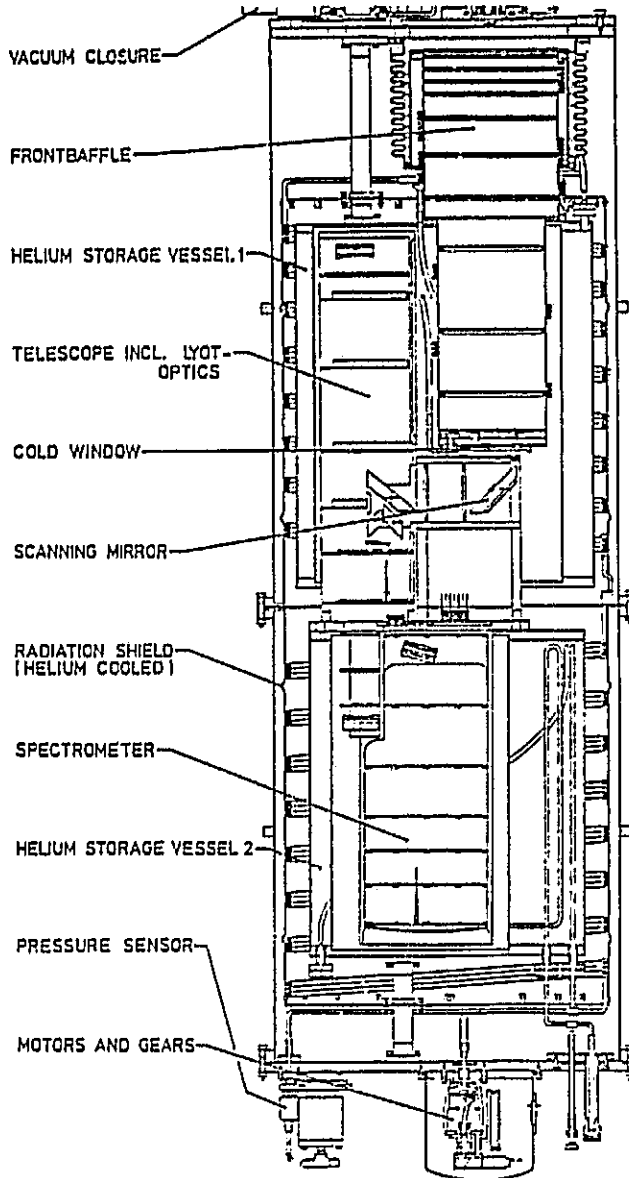 VACUUM CLOSURE
FRONTBAFFLE
HELIUM STORAGE VESSEL 1
TELESCOPE INCL. LYOT-
OPTICS
COLD WINDOW
SCANNING MIRROR
RADIATION SHIELD
(HELIUM COOLED)
SPECTROMETER
HELIUM STORAGE VESSEL 2
PRESSURE SENSOR
MOTORS AND GEARS